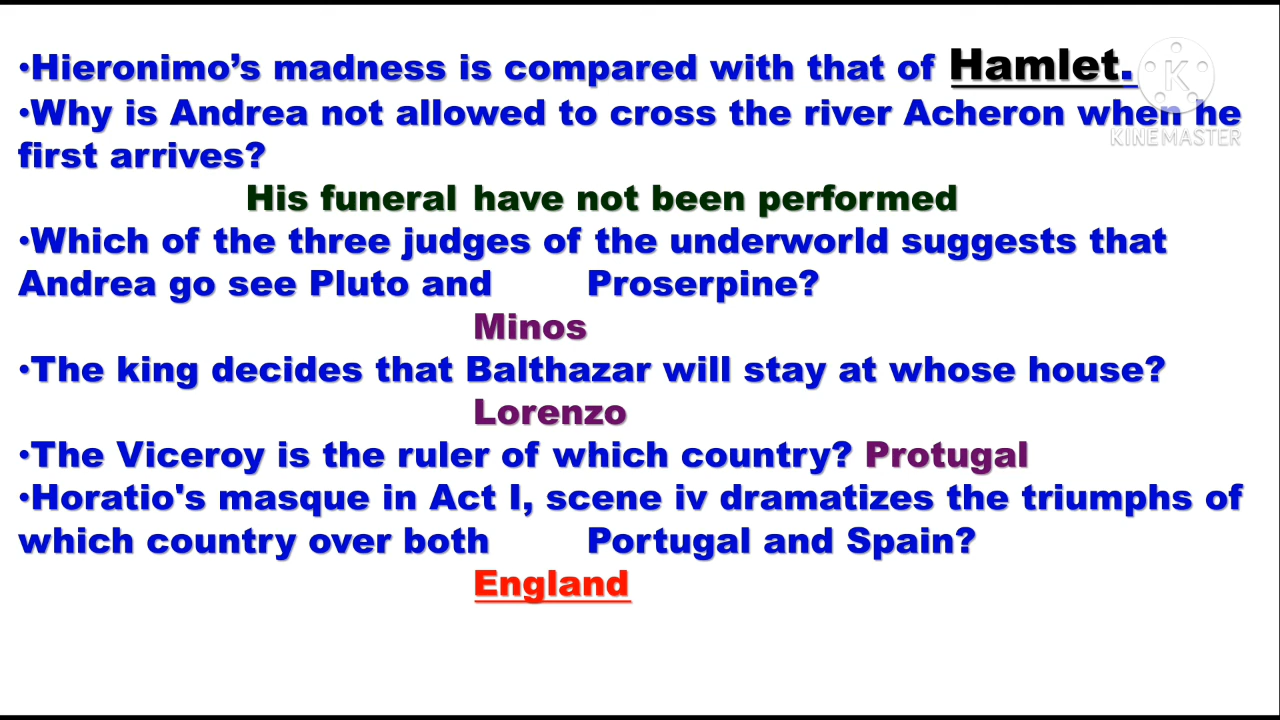 •Hieronimo’s madness is compared with that of Hamlet.
•Why is Andrea not allowed to cross the river Acheron when he
first arrives?
His funeral have not been performed
•Which of the three judges of the underworld suggests that
Andrea go see Pluto and Proserpine?
Minos
•The king decides that Balthazar will stay at whose house?
Lorenzo
•The Viceroy is the ruler of which country? Protugal
•Horatio's masque in Act I, scene iv dramatizes the triumphs of
which country over both Portugal and Spain?
England
K
KINEMASTER